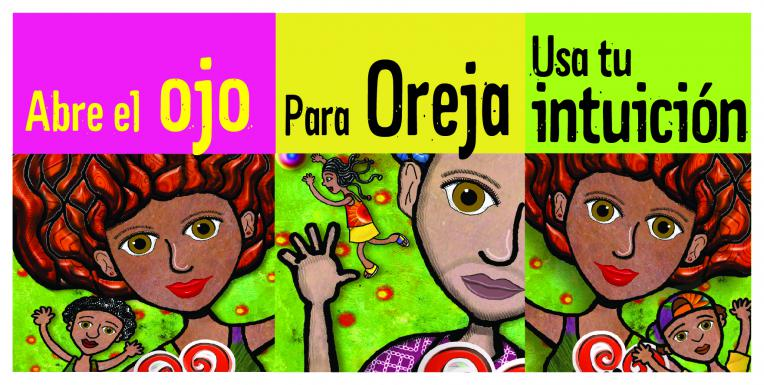 Abre el ojo
Para Oreja
Usa tu
intuición